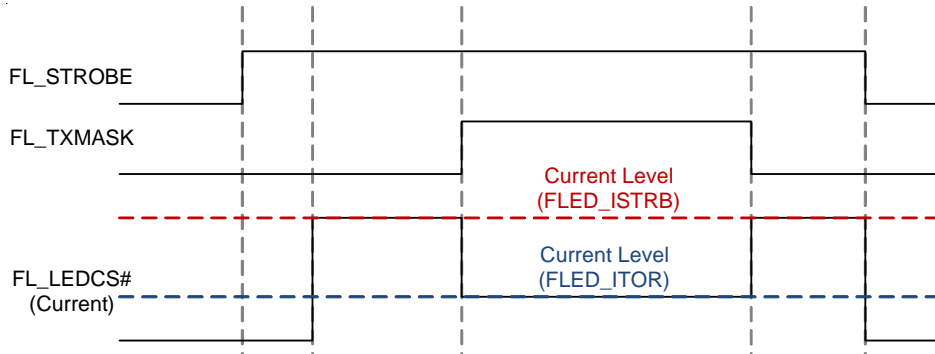 FL_STROBE
FL_TXMASK
Current Level
(FLED_ISTRB)
Current Level
(FLED_ITOR)
FL_LEDCS#
(Current)